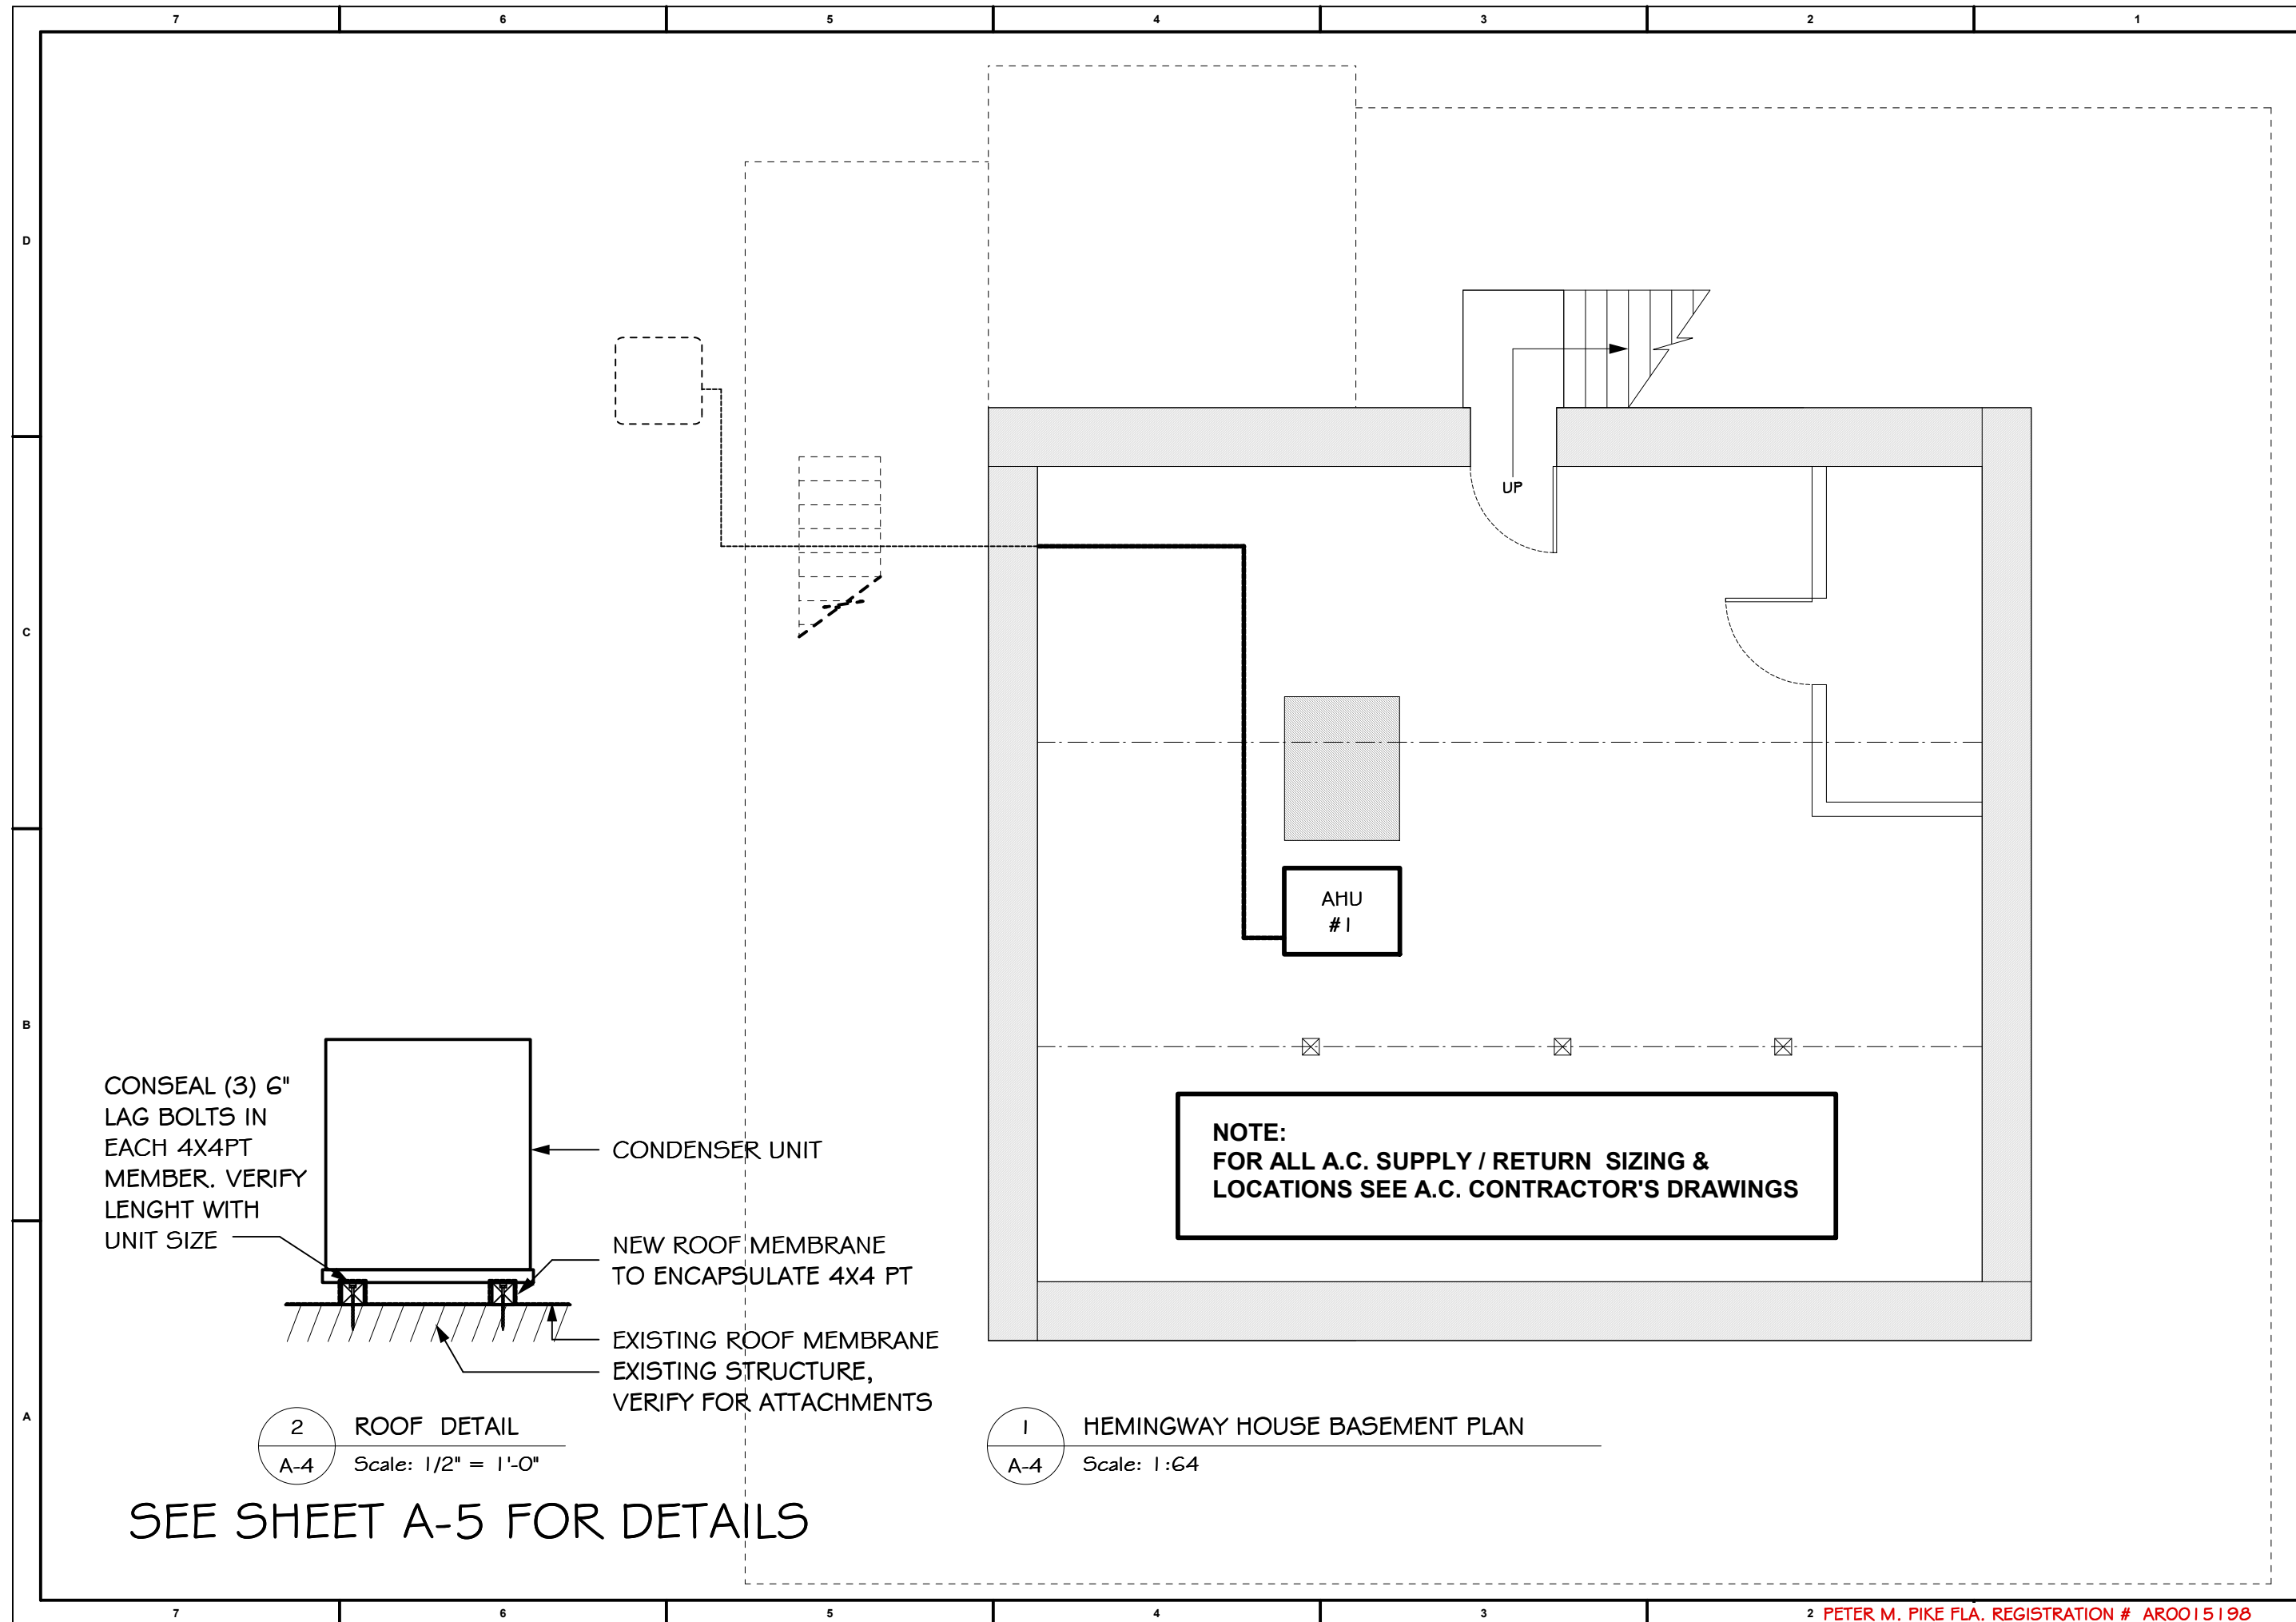 7 6 5 4 3 2 1
D
C
B
A
UP
AHU
#1
NOTE:
FOR ALL A.C. SUPPLY / RETURN SIZING &
LOCATIONS SEE A.C. CONTRACTOR'S DRAWINGS
CONSEAL (3) 6"
LAG BOLTS IN
EACH 4X4PT
MEMBER. VERIFY
LENGHT WITH
UNIT SIZE
CONDENSER UNIT
NEW ROOF MEMBRANE
TO ENCAPSULATE 4X4 PT
EXISTING ROOF MEMBRANE
EXISTING STRUCTURE,
VERIFY FOR ATTACHMENTS
2
A-4
ROOF DETAIL
Scale: 1/2" = 1'-0"
1
A-4
HEMINGWAY HOUSE BASEMENT PLAN
Scale: 1:64
SEE SHEET A-5 FOR DETAILS
7 6 5 4 3 2
PETER M. PIKE FLA. REGISTRATION # AR0015198